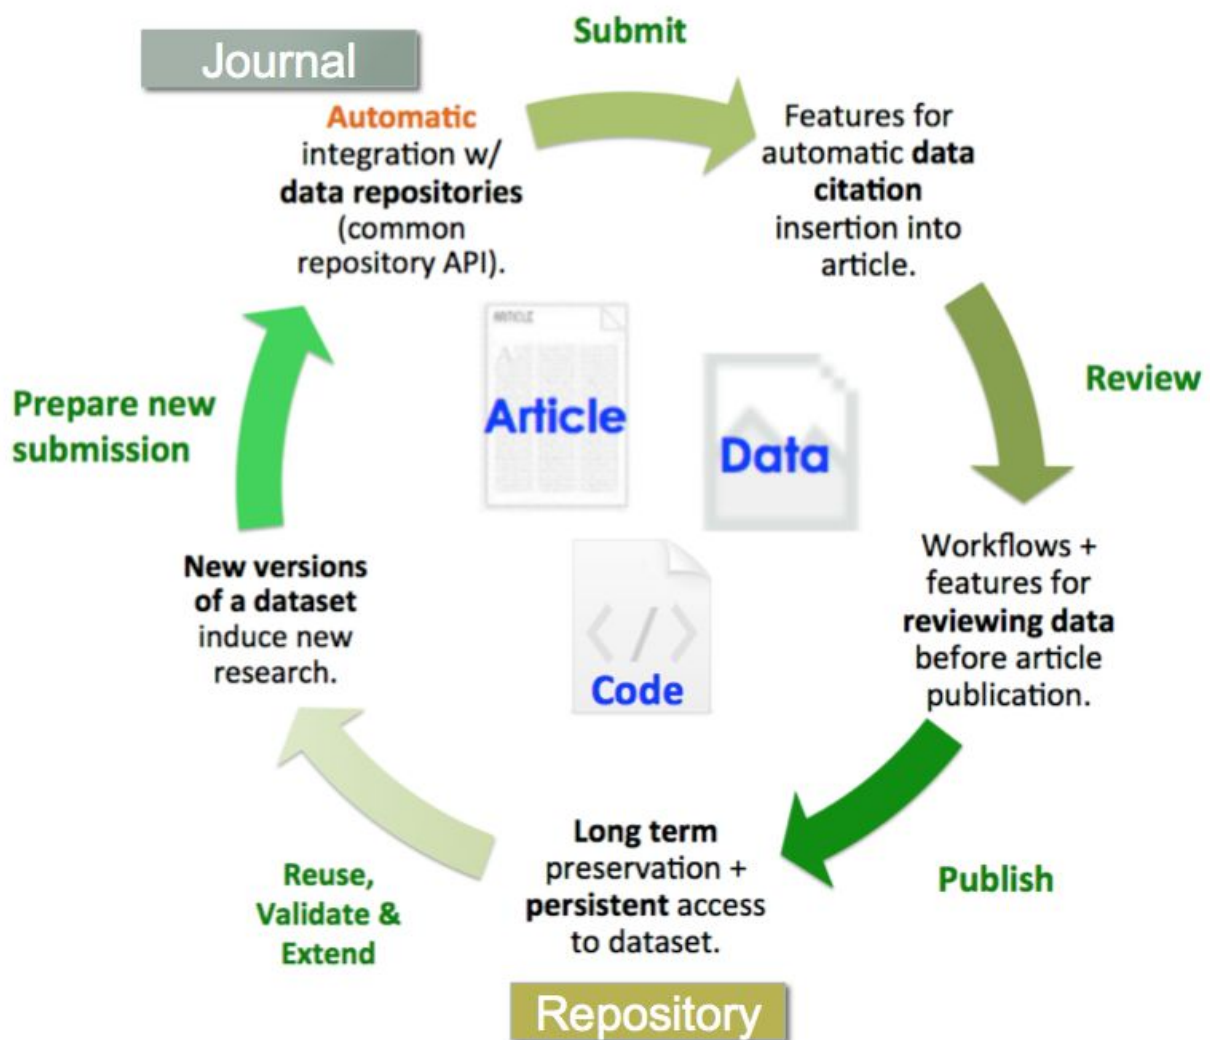 Submit
Journal
Automatic
integration w/
data repositories
(common
repository API).
Features for
automatic data
citation
insertion into
article.
Review
Workflows +
features for
reviewing data
before article
publication.
Publish
Long term
preservation +
persistent access
to dataset.
Repository
Reuse,
Validate &
Extend
New versions
of a dataset
induce new
research.
Prepare new
submission
ARTICLE
Article
Data
</>
Code